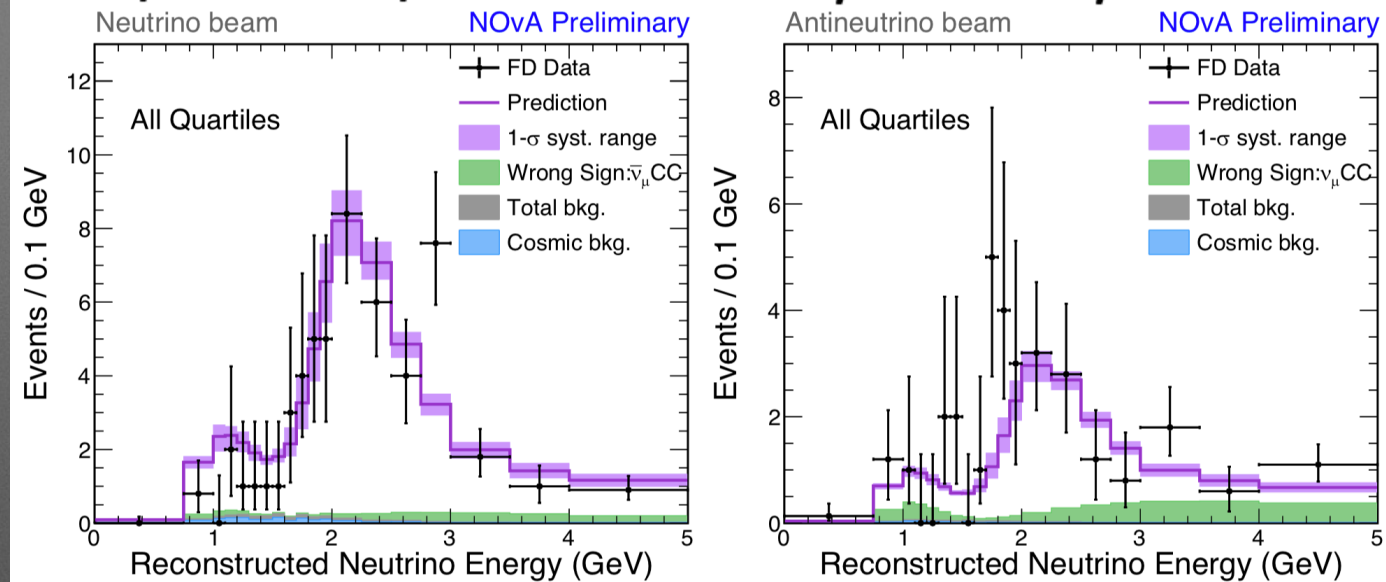 Neutrino beam
NOvA Preliminary
12
10
8
6
4
2
0
Events / 0.1 GeV
All Quartiles
FD Data
Prediction
1-σ syst. range
Wrong Sign:ν̅μCC
Total bkg.
Cosmic bkg.
0 1 2 3 4 5
Reconstructed Neutrino Energy (GeV)
Antineutrino beam
NOvA Preliminary
8
6
4
2
0
Events / 0.1 GeV
All Quartiles
FD Data
Prediction
1-σ syst. range
Wrong Sign:νμCC
Total bkg.
Cosmic bkg.
0 1 2 3 4 5
Reconstructed Neutrino Energy (GeV)